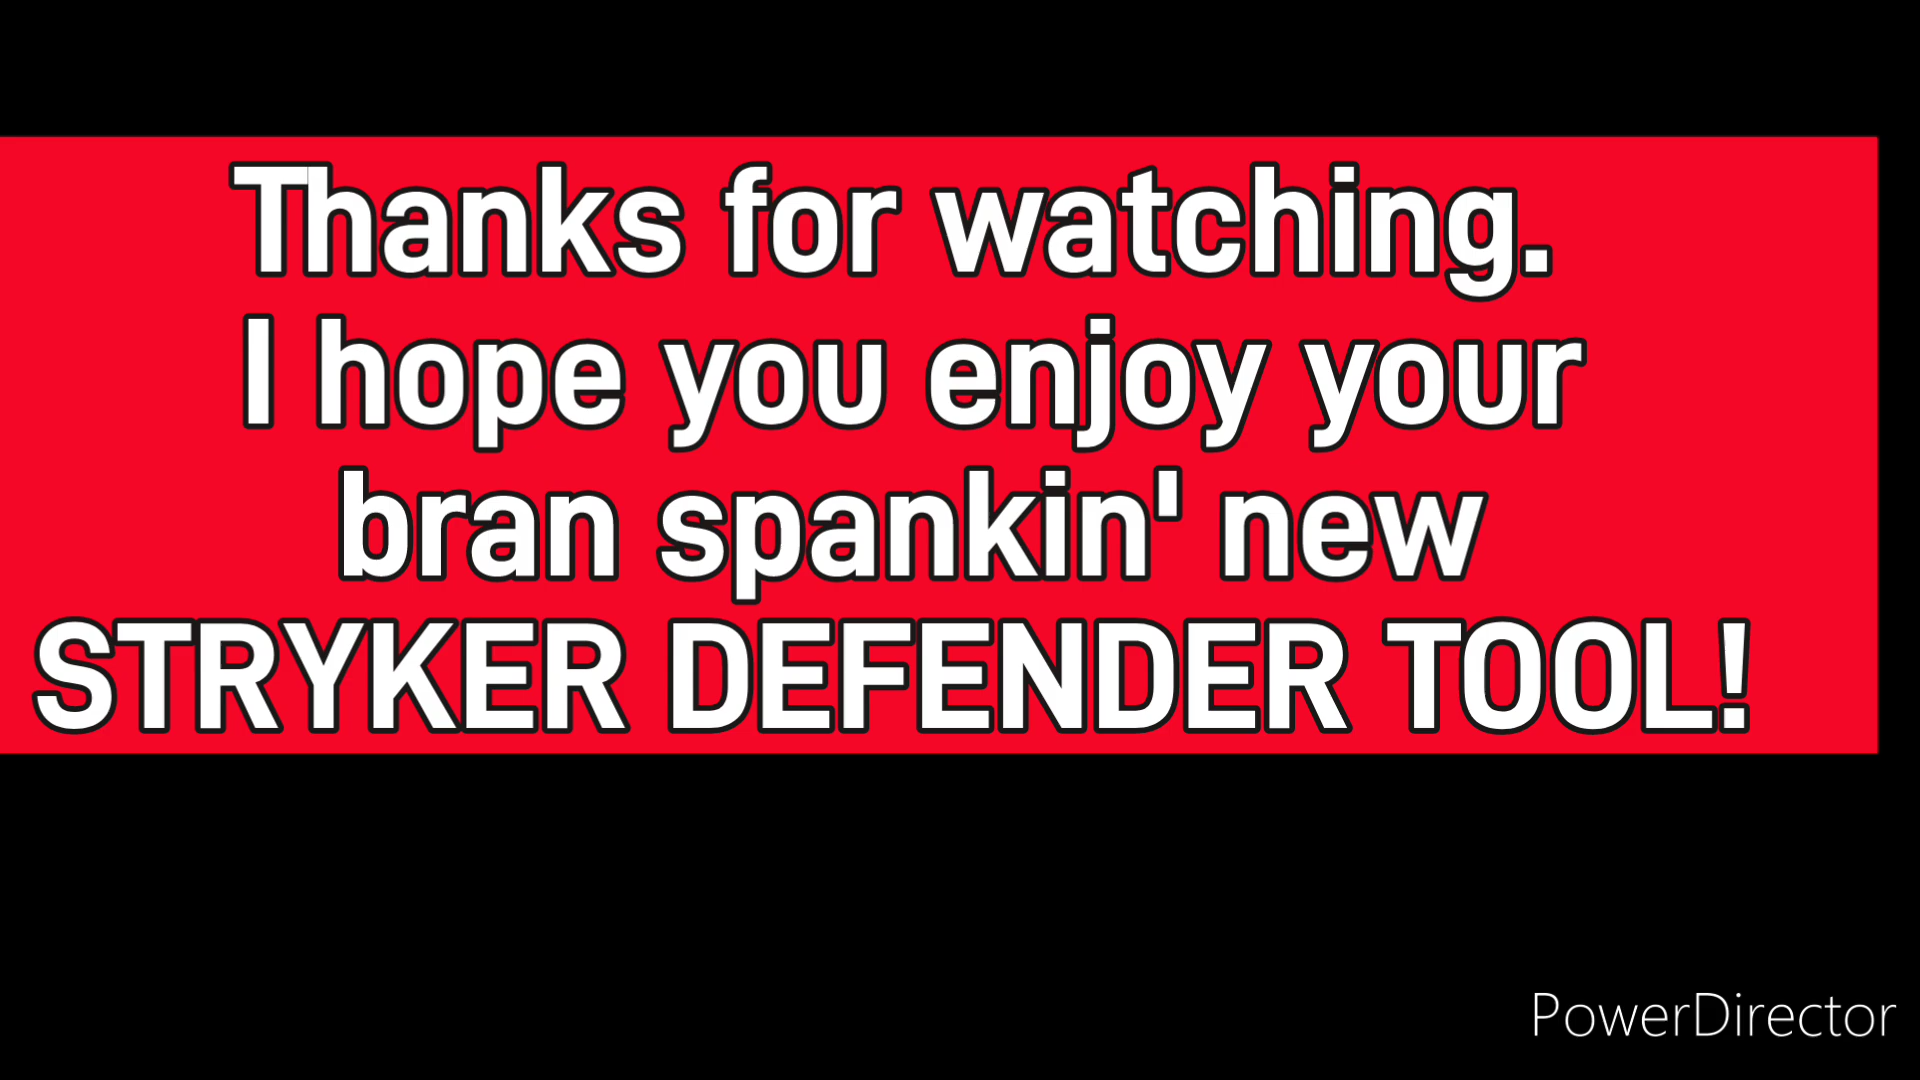 Thanks for watching.
I hope you enjoy your
bran spankin' new
STRYKER DEFENDER TOOL!
PowerDirector